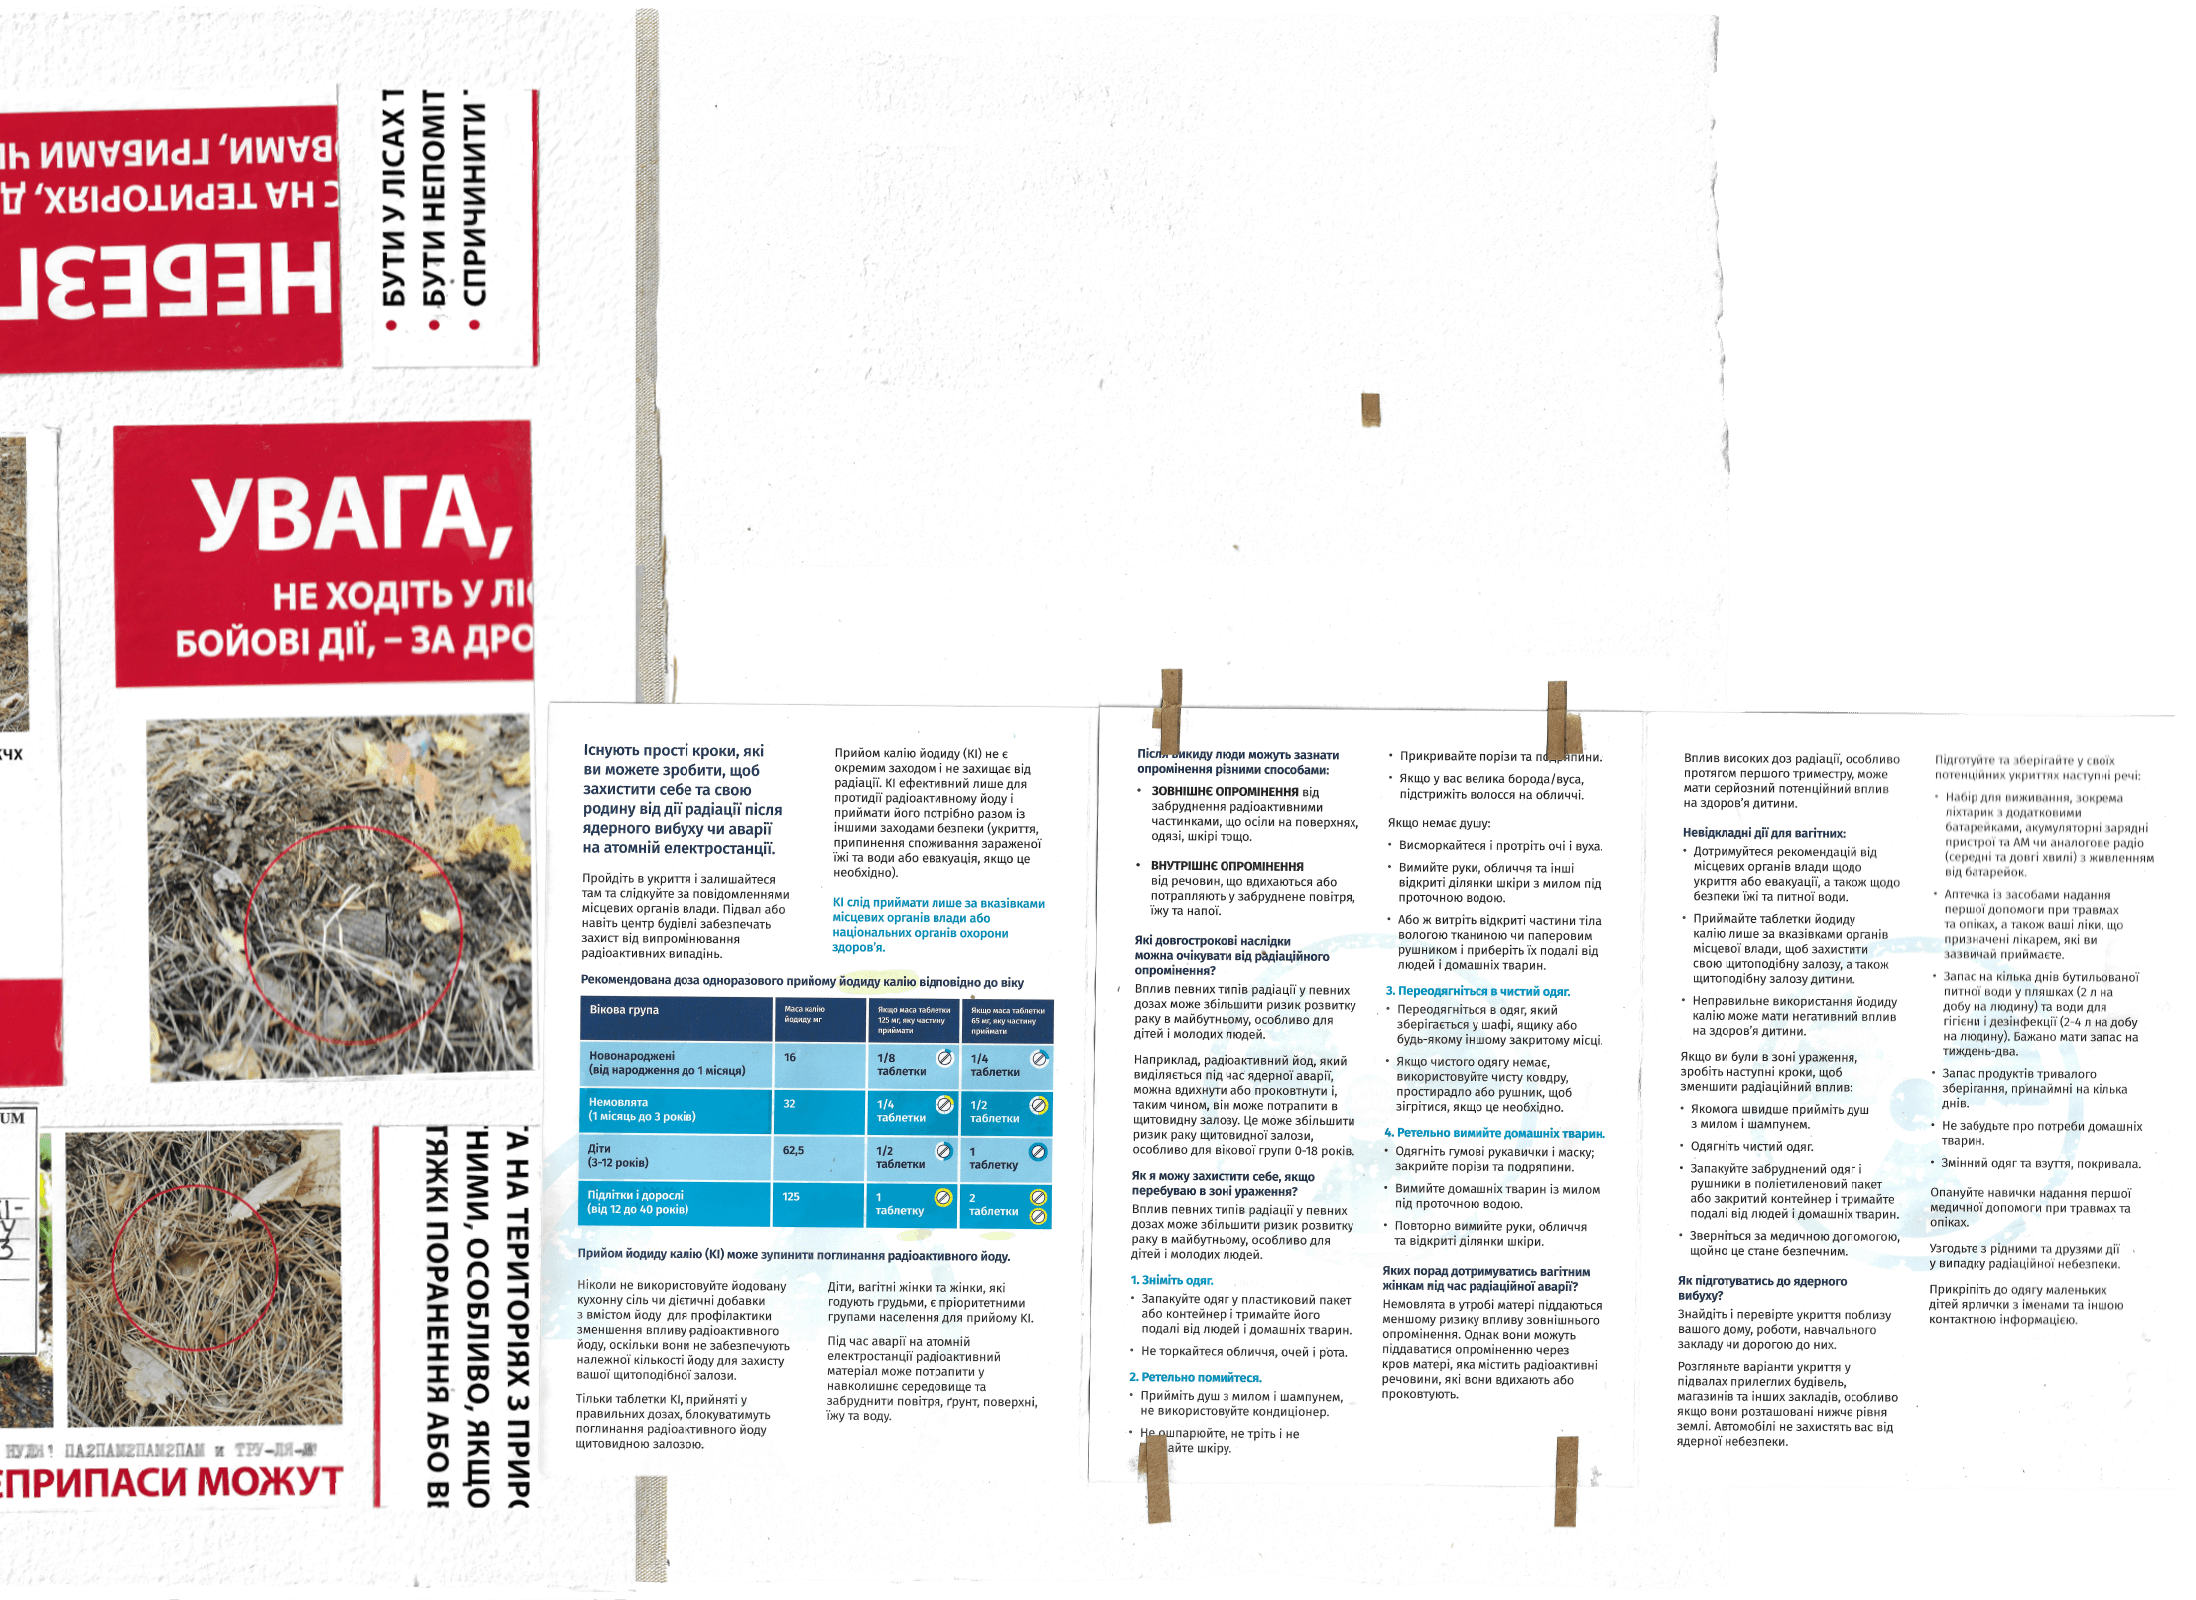 НЕБЕЗП
С НА ТЕРИТОРІЯХ, Д
ОВАМИ, ГРИБАМИ ЧИ
• БУТИ У ЛІСАХ Т
• БУТИ НЕПОМІТ
• СПРИЧИНИТИ
УВАГА,
НЕ ХОДІТЬ У ЛІС
БОЙОВІ ДІЇ, – ЗА ДРО
КЧХ
UM
НУЛЯ! ПА2ПАМ2ПАМ2ПАМ и ТРУ-ЛЯ-Я!
ЕПРИПАСИ МОЖУТ
А НА ТЕРИТОРІЯХ З ПРИРО
НИМИ, ОСОБЛИВО, ЯКЩО
ТЯЖКІ ПОРАНЕННЯ АБО ВБ
Існують прості кроки, які
ви можете зробити, щоб
захистити себе та свою
родину від дії радіації після
ядерного вибуху чи аварії
на атомній електростанції.
Пройдіть в укриття і залишайтеся
там та слідкуйте за повідомленнями
місцевих органів влади. Підвал або
навіть центр будівлі забезпечать
захист від випромінювання
радіоактивних випадінь.
Прийом калію йодиду (КІ) не є
окремим заходом і не захищає від
радіації. КІ ефективний лише для
протидії радіоактивному йоду і
приймати його потрібно разом із
іншими заходами безпеки (укриття,
припинення споживання зараженої
їжі та води або евакуація, якщо це
необхідно).
КІ слід приймати лише за вказівками
місцевих органів влади або
національних органів охорони
здоров'я.
Рекомендована доза одноразового прийому йодиду калію відповідно до віку
Вікова група
Маса калію
йодиду мг
Якщо маса таблетки
125 мг, яку частину
приймати
Якщо маса таблетки
65 мг, яку частину
приймати
Новонароджені
(від народження до 1 місяця)
16
1/8
таблетки
1/4
таблетки
Немовлята
(1 місяць до 3 років)
32
1/4
таблетки
1/2
таблетки
Діти
(3-12 років)
62,5
1/2
таблетки
1
таблетку
Підлітки і дорослі
(від 12 до 40 років)
125
1
таблетку
2
таблетки
Прийом йодиду калію (КІ) може зупинити поглинання радіоактивного йоду.
Ніколи не використовуйте йодовану
кухонну сіль чи дієтичні добавки
з вмістом йоду для профілактики
зменшення впливу радіоактивного
йоду, оскільки вони не забезпечують
належної кількості йоду для захисту
вашої щитоподібної залози.
Тільки таблетки КІ, прийняті у
правильних дозах, блокуватимуть
поглинання радіоактивного йоду
щитовидною залозою.
Діти, вагітні жінки та жінки, які
годують грудьми, є пріоритетними
групами населення для прийому КІ.
Під час аварії на атомній
електростанції радіоактивний
матеріал може потрапити у
навколишнє середовище та
забруднити повітря, ґрунт, поверхні,
їжу та воду.
Після викиду люди можуть зазнати
опромінення різними способами:
• ЗОВНІШНЄ ОПРОМІНЕННЯ від
забруднення радіоактивними
частинками, що осіли на поверхнях,
одязі, шкірі тощо.
• ВНУТРІШНЄ ОПРОМІНЕННЯ
від речовин, що вдихаються або
потрапляють у забруднене повітря,
їжу та напої.
Які довгострокові наслідки
можна очікувати від радіаційного
опромінення?
Вплив певних типів радіації у певних
дозах може збільшити ризик розвитку
раку в майбутньому, особливо для
дітей і молодих людей.
Наприклад, радіоактивний йод, який
виділяється під час ядерної аварії,
можна вдихнути або проковтнути і,
таким чином, він може потрапити в
щитовидну залозу. Це може збільшити
ризик раку щитовидної залози,
особливо для вікової групи 0-18 років.
Як я можу захистити себе, якщо
перебуваю в зоні ураження?
Вплив певних типів радіації у певних
дозах може збільшити ризик розвитку
раку в майбутньому, особливо для
дітей і молодих людей.
1. Зніміть одяг.
• Запакуйте одяг у пластиковий пакет
або контейнер і тримайте його
подалі від людей і домашніх тварин.
• Не торкайтеся обличчя, очей і рота.
2. Ретельно помийтеся.
• Прийміть душ з милом і шампунем,
не використовуйте кондиціонер.
• Не ошпарюйте, не тріть і не
айте шкіру.
• Прикривайте порізи та подряпини.
• Якщо у вас велика борода/вуса,
підстрижіть волосся на обличчі.
Якщо немає душу:
• Висморкайтеся і протріть очі і вуха.
• Вимийте руки, обличчя та інші
відкриті ділянки шкіри з милом під
проточною водою.
• Або ж витріть відкриті частини тіла
вологою тканиною чи паперовим
рушником і приберіть їх подалі від
людей і домашніх тварин.
3. Переодягніться в чистий одяг.
• Переодягніться в одяг, який
зберігається у шафі, ящику або
будь-якому іншому закритому місці.
• Якщо чистого одягу немає,
використовуйте чисту ковдру,
простирадло або рушник, щоб
зігрітися, якщо це необхідно.
4. Ретельно вимийте домашніх тварин.
• Одягніть гумові рукавички і маску;
закрийте порізи та подряпини.
• Вимийте домашніх тварин із милом
під проточною водою.
• Повторно вимийте руки, обличчя
та відкриті ділянки шкіри.
Яких порад дотримуватись вагітним
жінкам під час радіаційної аварії?
Немовлята в утробі матері піддаються
меншому ризику впливу зовнішнього
опромінення. Однак вони можуть
піддаватися опроміненню через
кров матері, яка містить радіоактивні
речовини, які вони вдихають або
проковтують.
Вплив високих доз радіації, особливо
протягом першого триместру, може
мати серйозний потенційний вплив
на здоров'я дитини.
Невідкладні дії для вагітних:
• Дотримуйтеся рекомендацій від
місцевих органів влади щодо
укриття або евакуації, а також щодо
безпеки їжі та питної води.
• Приймайте таблетки йодиду
калію лише за вказівками органів
місцевої влади, щоб захистити
свою щитоподібну залозу, а також
щитоподібну залозу дитини.
• Неправильне використання йодиду
калію може мати негативний вплив
на здоров'я дитини.
Якщо ви були в зоні ураження,
зробіть наступні кроки, щоб
зменшити радіаційний вплив:
• Якомога швидше прийміть душ
з милом і шампунем.
• Одягніть чистий одяг.
• Запакуйте забруднений одяг і
рушники в поліетиленовий пакет
або закритий контейнер і тримайте
подалі від людей і домашніх тварин.
• Зверніться за медичною допомогою,
щойно це стане безпечним.
Як підготуватись до ядерного
вибуху?
Знайдіть і перевірте укриття поблизу
вашого дому, роботи, навчального
закладу чи дорогою до них.
Розгляньте варіанти укриття у
підвалах прилеглих будівель,
магазинів та інших закладів, особливо
якщо вони розташовані нижче рівня
землі. Автомобілі не захистять вас від
ядерної небезпеки.
Підготуйте та зберігайте у своїх
потенційних укриттях наступні речі:
• Набір для виживання, зокрема
ліхтарик з додатковими
батарейками, акумуляторні зарядні
пристрої та АМ чи аналогове радіо
(середні та довгі хвилі) з живленням
від батарейок.
• Аптечка із засобами надання
першої допомоги при травмах
та опіках, а також ваші ліки, що
призначені лікарем, які ви
зазвичай приймаєте.
• Запас на кілька днів бутильованої
питної води у пляшках (2 л на
добу на людину) та води для
гігієни і дезінфекції (2-4 л на добу
на людину). Бажано мати запас на
тиждень-два.
• Запас продуктів тривалого
зберігання, принаймні на кілька
днів.
• Не забудьте про потреби домашніх
тварин.
• Змінний одяг та взуття, покривала.
Опануйте навички надання першої
медичної допомоги при травмах та
опіках.
Узгодьте з рідними та друзями дії
у випадку радіаційної небезпеки.
Прикріпіть до одягу маленьких
дітей ярлички з іменами та іншою
контактною інформацією.